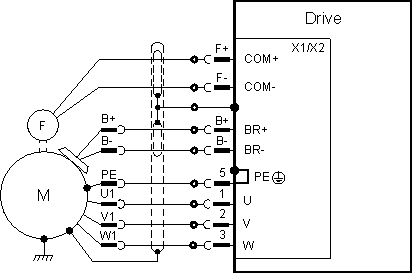 Drive
X1/X2
F+ COM+
F- COM-
F
B+ B+ BR+
B- B- BR-
PE 5 PE
M
U1 1 U
V1 2 V
W1 3 W